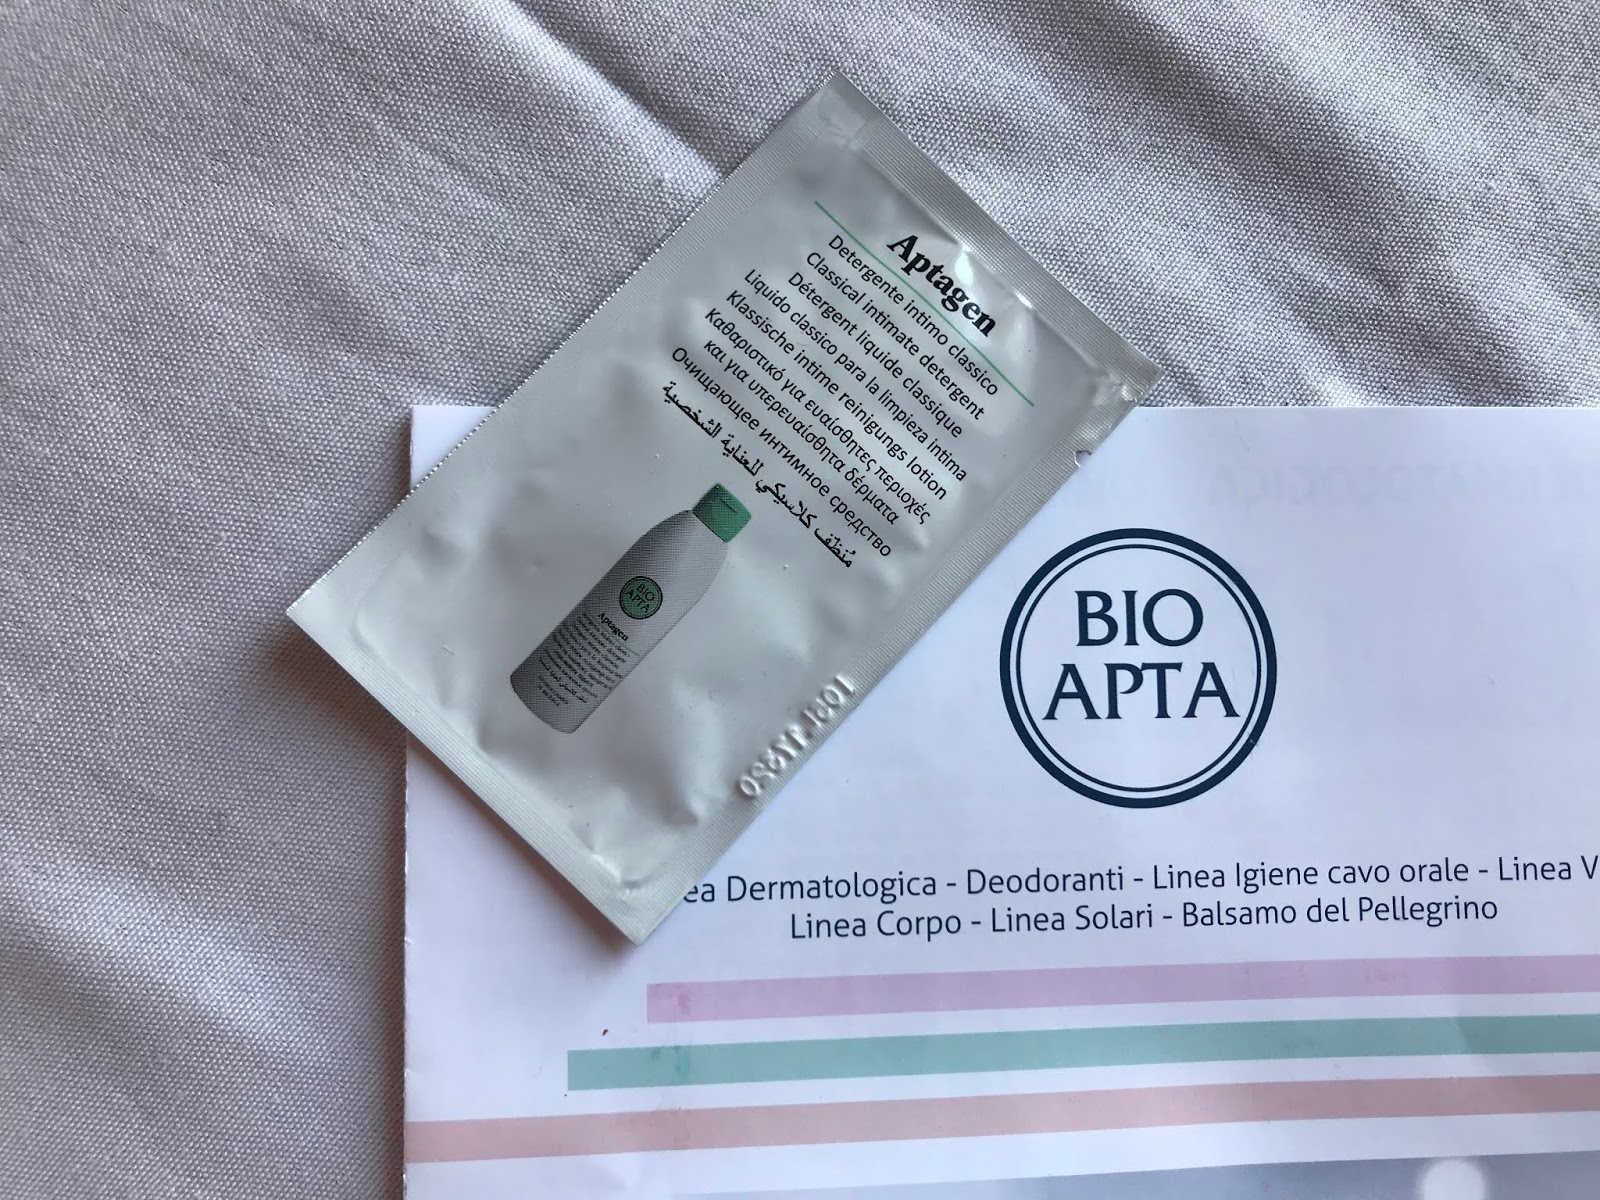 Aptagen
Detergente intimo classico
Classical intimate detergent
Détergent liquide classique
Liquido classico para la limpieza intima
Klassische intime reinigungs lotion
Καθαριστικό για ευαίσθητες περιοχές
και για υπερευαίσθητα δέρματα
Очищающее интимное средство
مُنَظِّف كلاسيكي للعناية الشخصية
BIO
APTA
Aptagen
BIO
APTA
Dermatologica - Deodoranti - Linea Igiene cavo orale - Linea V
Linea Corpo - Linea Solari - Balsamo del Pellegrino